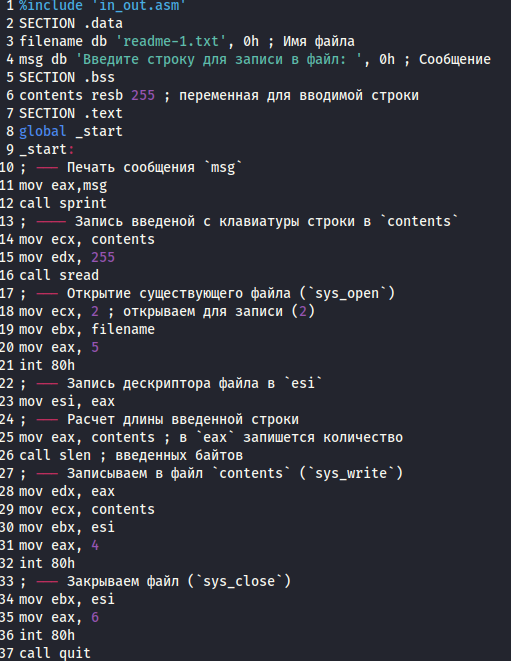 1 %include 'in_out.asm'
2 SECTION .data
3 filename db 'readme-1.txt', 0h ; Имя файла
4 msg db 'Введите строку для записи в файл: ', 0h ; Сообщение
5 SECTION .bss
6 contents resb 255 ; переменная для вводимой строки
7 SECTION .text
8 global _start
9 _start:
10 ; --- Печать сообщения `msg`
11 mov eax,msg
12 call sprint
13 ; ---- Запись введеной с клавиатуры строки в `contents`
14 mov ecx, contents
15 mov edx, 255
16 call sread
17 ; --- Открытие существующего файла (`sys_open`)
18 mov ecx, 2 ; открываем для записи (2)
19 mov ebx, filename
20 mov eax, 5
21 int 80h
22 ; --- Запись дескриптора файла в `esi`
23 mov esi, eax
24 ; --- Расчет длины введенной строки
25 mov eax, contents ; в `eax` запишется количество
26 call slen ; введенных байтов
27 ; --- Записываем в файл `contents` (`sys_write`)
28 mov edx, eax
29 mov ecx, contents
30 mov ebx, esi
31 mov eax, 4
32 int 80h
33 ; --- Закрываем файл (`sys_close`)
34 mov ebx, esi
35 mov eax, 6
36 int 80h
37 call quit